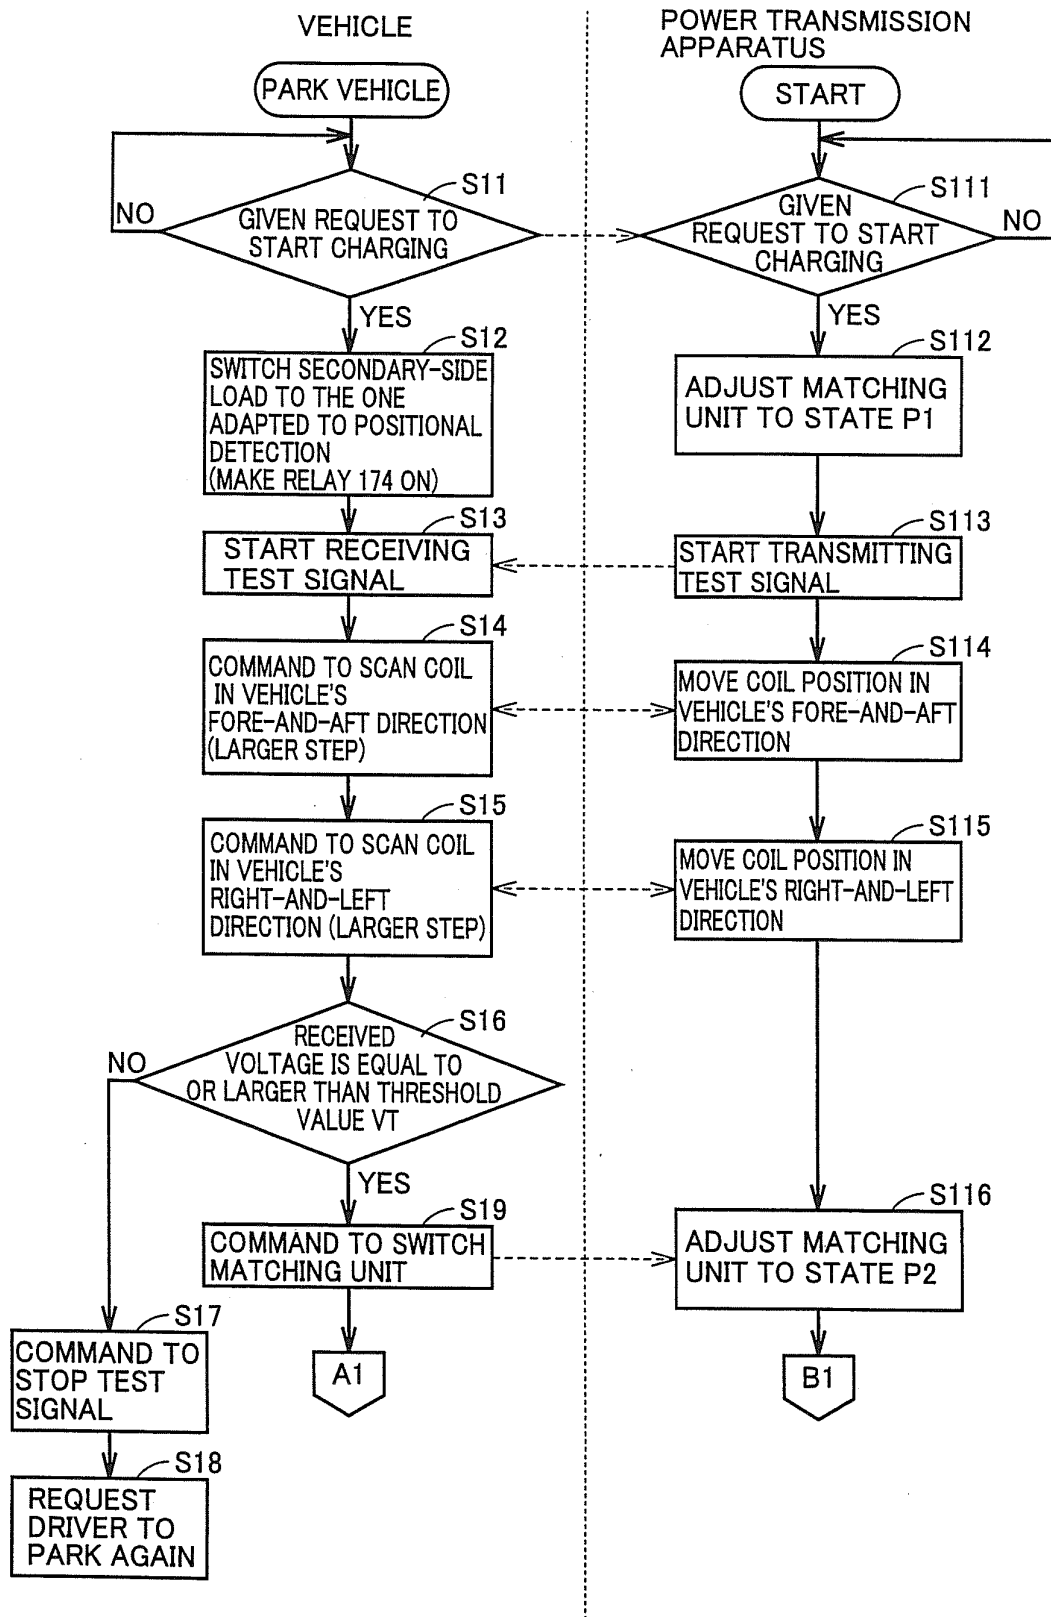 VEHICLE
PARK VEHICLE
S11
NO
GIVEN REQUEST TO
START CHARGING
YES
S12
SWITCH SECONDARY-SIDE
LOAD TO THE ONE
ADAPTED TO POSITIONAL
DETECTION
(MAKE RELAY 174 ON)
S13
START RECEIVING
TEST SIGNAL
S14
COMMAND TO SCAN COIL
IN VEHICLE'S
FORE-AND-AFT DIRECTION
(LARGER STEP)
S15
COMMAND TO SCAN COIL
IN VEHICLE'S
RIGHT-AND-LEFT
DIRECTION (LARGER STEP)
S16
NO
RECEIVED
VOLTAGE IS EQUAL TO
OR LARGER THAN THRESHOLD
VALUE VT
YES
S19
COMMAND TO SWITCH
MATCHING UNIT
A1
S17
COMMAND TO
STOP TEST
SIGNAL
S18
REQUEST
DRIVER TO
PARK AGAIN
POWER TRANSMISSION
APPARATUS
START
S111
GIVEN
REQUEST TO START
CHARGING
NO
YES
S112
ADJUST MATCHING
UNIT TO STATE P1
S113
START TRANSMITTING
TEST SIGNAL
S114
MOVE COIL POSITION IN
VEHICLE'S FORE-AND-AFT
DIRECTION
S115
MOVE COIL POSITION IN
VEHICLE'S RIGHT-AND-LEFT
DIRECTION
S116
ADJUST MATCHING
UNIT TO STATE P2
B1